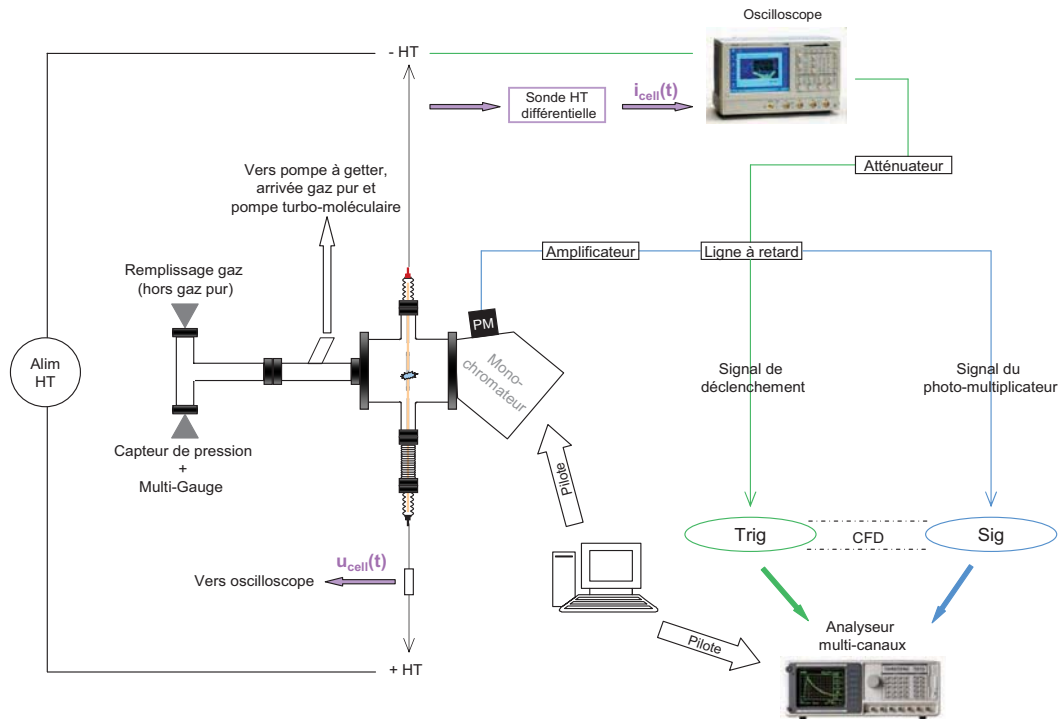 Oscilloscope
- HT
Sonde HT
différentielle
i_cell(t)
Atténuateur
Vers pompe à getter,
arrivée gaz pur et
pompe turbo-moléculaire
Amplificateur
Ligne à retard
Remplissage gaz
(hors gaz pur)
PM
Mono-
chromateur
Alim
HT
Signal de
déclenchement
Signal du
photo-multiplicateur
Capteur de pression
+
Multi-Gauge
Pilote
Trig
CFD
Sig
u_cell(t)
Vers oscilloscope
Analyseur
multi-canaux
Pilote
+ HT